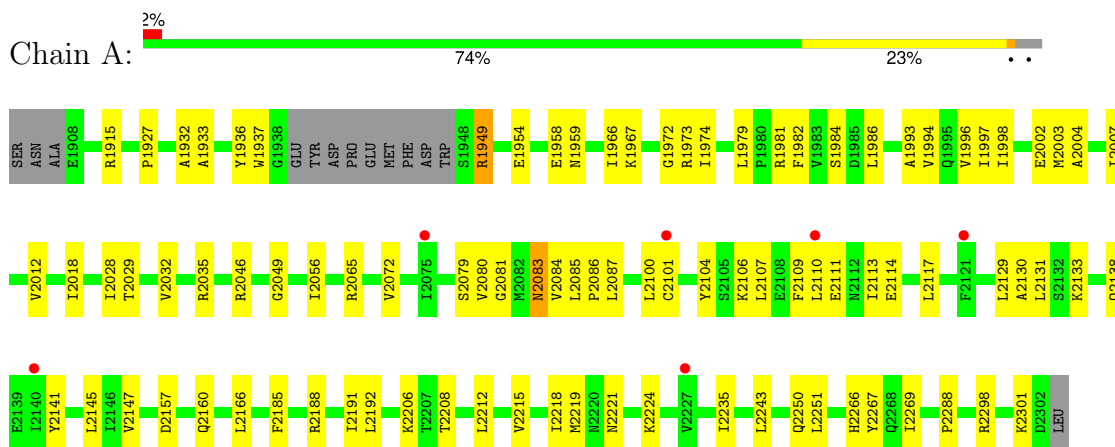 2%
Chain A:
74% 23% • •
SER ASN ALA E1908 R1915 P1927 A1932 A1933 Y1936 W1937 G1938 GLU TYR ASP PRO GLU MET PHE ASP TRP S1948 R1949 E1954 E1958 N1959 I1966 K1967 G1972 R1973 I1974 L1979 P1980 R1981 F1982 V1983 S1984 D1985 L1986 A1993 V1994 Q1995 V1996 I1997 I1998 E2002 M2003 A2004
V2012 I2018 I2028 T2029 V2032 R2035 R2046 G2049 I2056 R2065 V2072 I2075 S2079 V2080 G2081 M2082 N2083 V2084 L2085 P2086 L2087 L2100 C2101 Y2104 S2105 K2106 L2107 E2108 F2109 L2110 E2111 N2112 I2113 E2114 L2117 F2121 L2129 A2130 L2131 S2132 K2133
E2139 I2140 Y2141 L2145 I2146 V2147 D2157 Q2160 L2166 F2185 R2188 I2191 L2192 K2206 T2207 T2208 L2212 V2215 I2218 N2219 N2220 N2221 K2224 V2227 I2235 L2243 Q2250 L2251 H2266 Y2267 Q2268 I2269 P2288 R2298 K2301 D2302 LEU